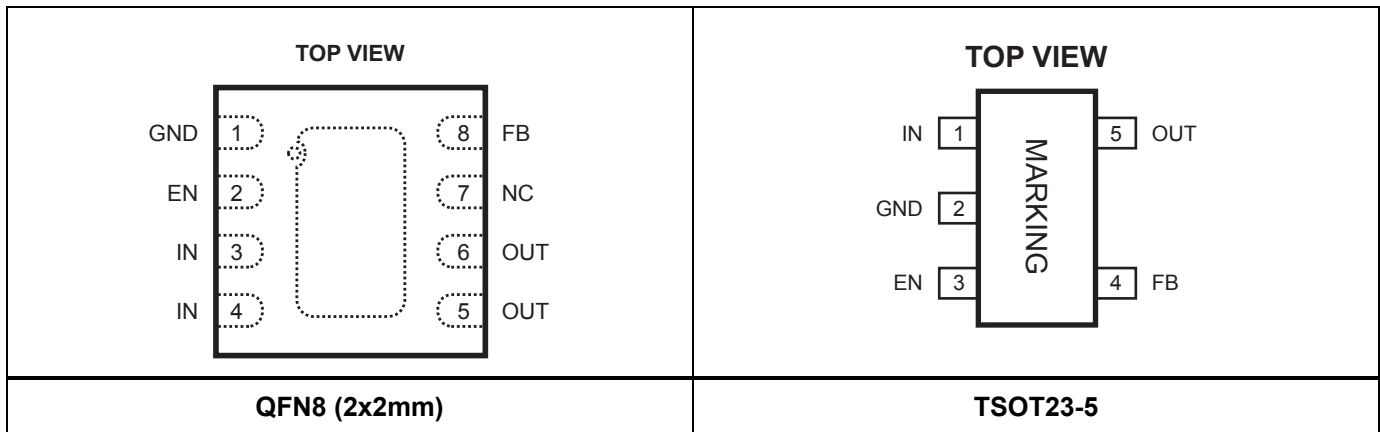 TOP VIEW
GND 1 8 FB
EN 2 7 NC
IN 3 6 OUT
IN 4 5 OUT
QFN8 (2x2mm)
TOP VIEW
IN 1 5 OUT
MARKING
GND 2
EN 3 4 FB
TSOT23-5